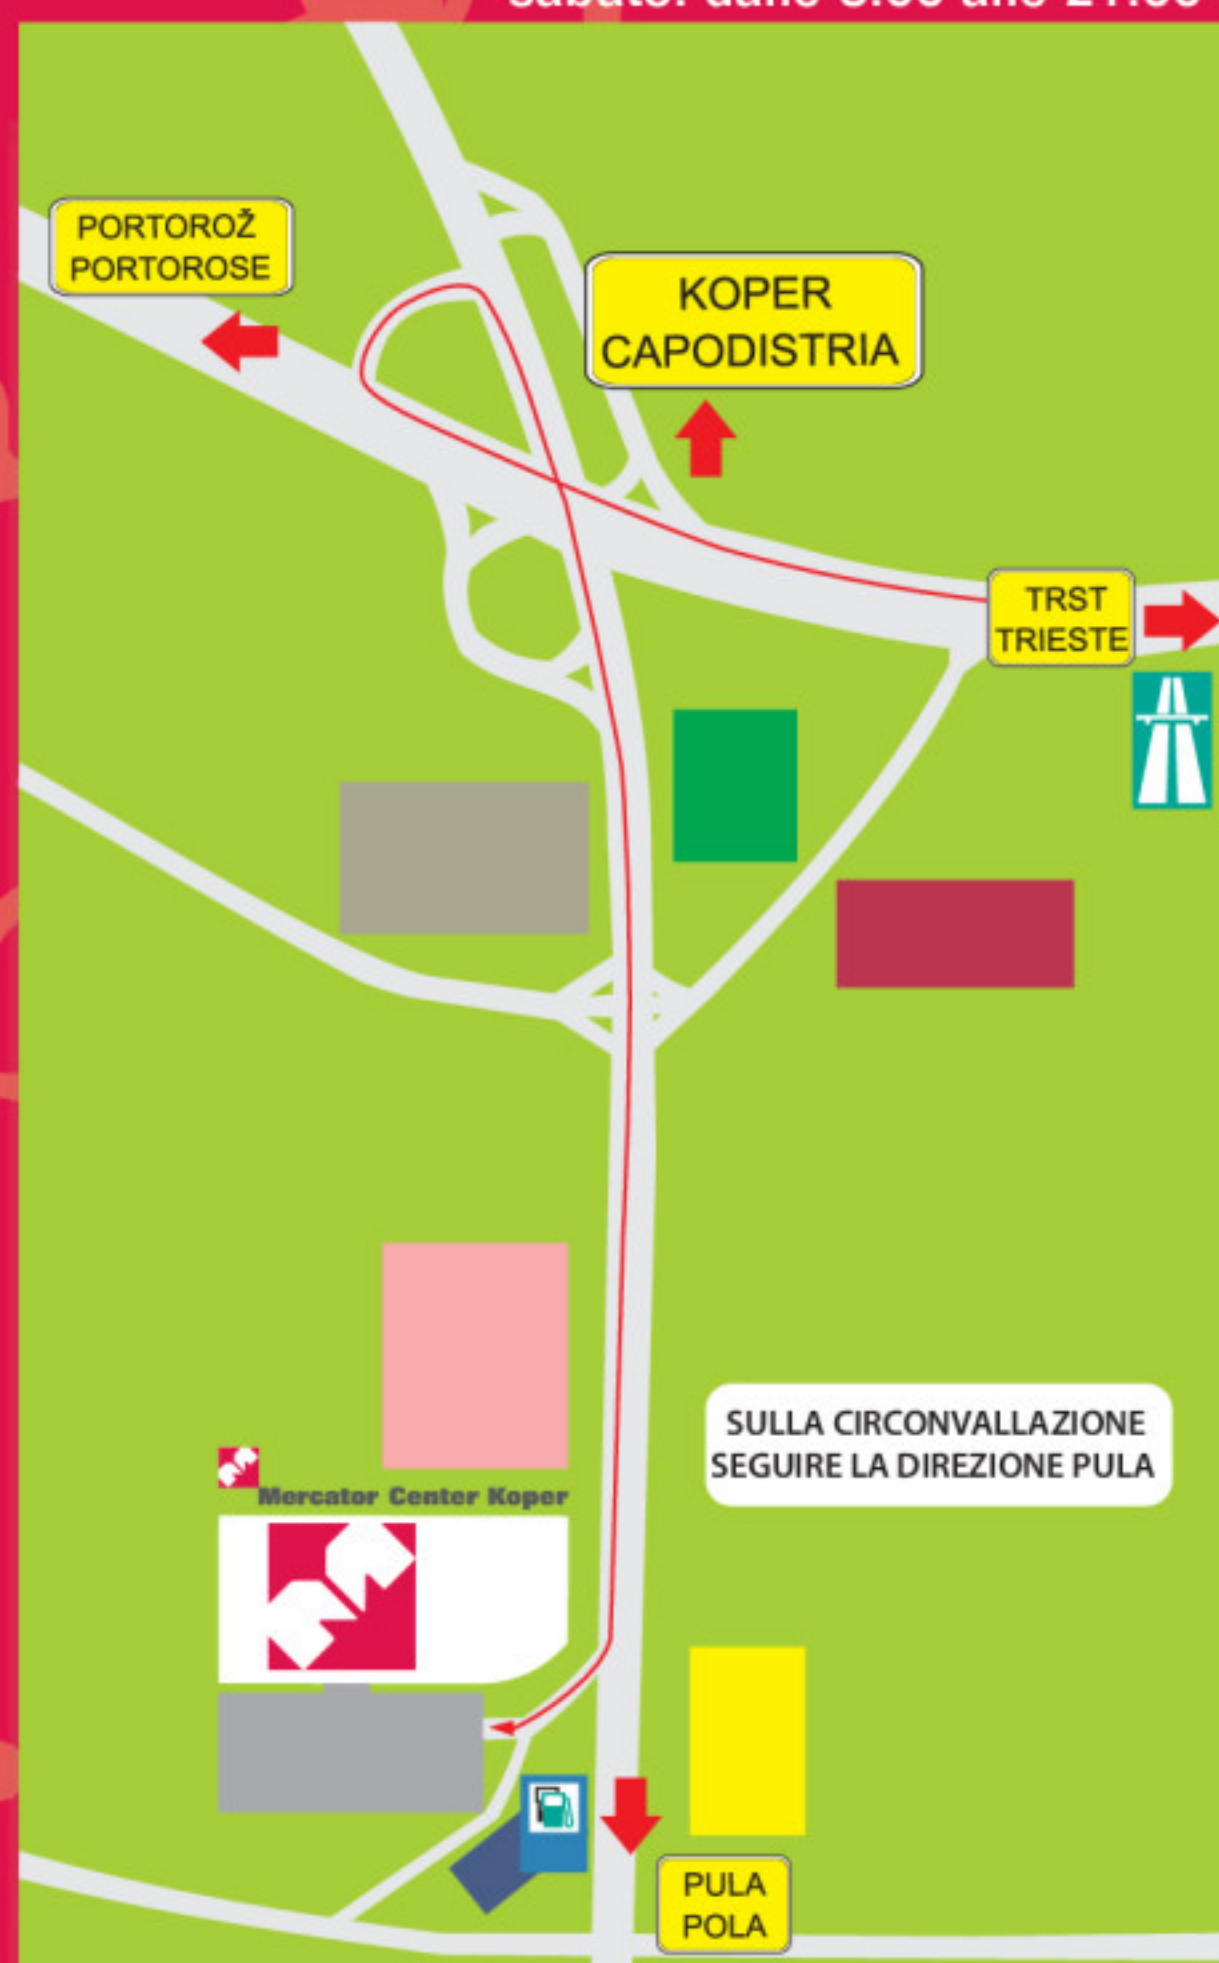 PORTOROŽ
PORTOROSE
KOPER
CAPODISTRIA
TRST
TRIESTE
SULLA CIRCONVALLAZIONE
SEGUIRE LA DIREZIONE PULA
Mercator Center Koper
PULA
POLA